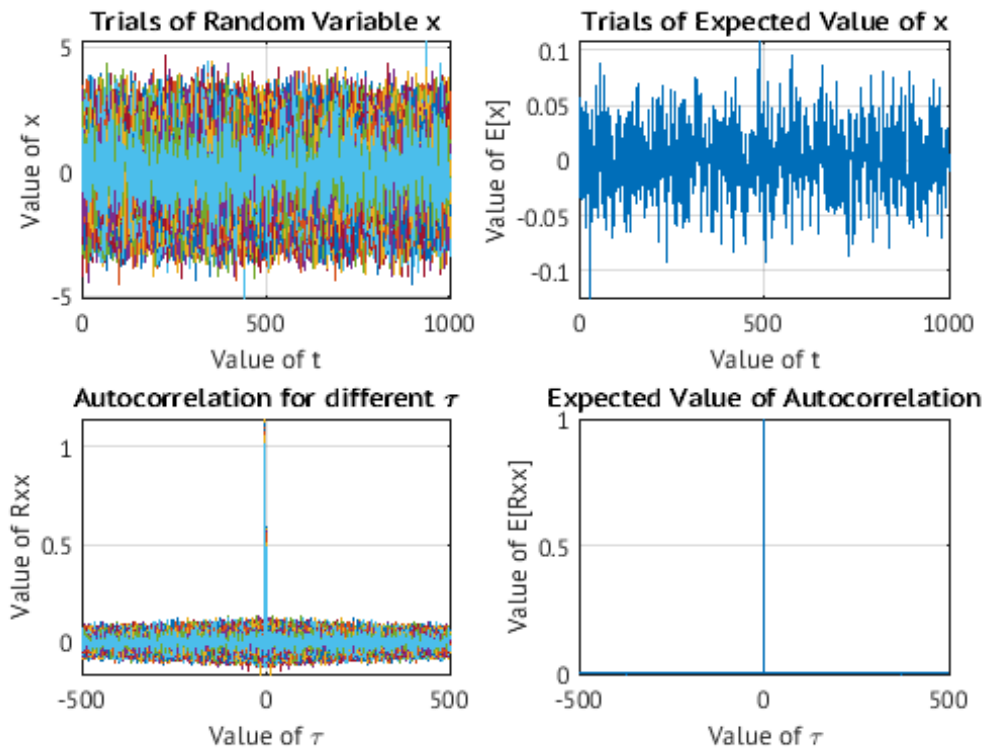 Trials of Random Variable x
5
0
-5
Value of x
0 500 1000
Value of t
Trials of Expected Value of x
0.1
0.05
0
-0.05
-0.1
Value of E[x]
0 500 1000
Value of t
Autocorrelation for different τ
1
0.5
0
Value of Rxx
-500 0 500
Value of τ
Expected Value of Autocorrelation
1
0.5
0
Value of E[Rxx]
-500 0 500
Value of τ